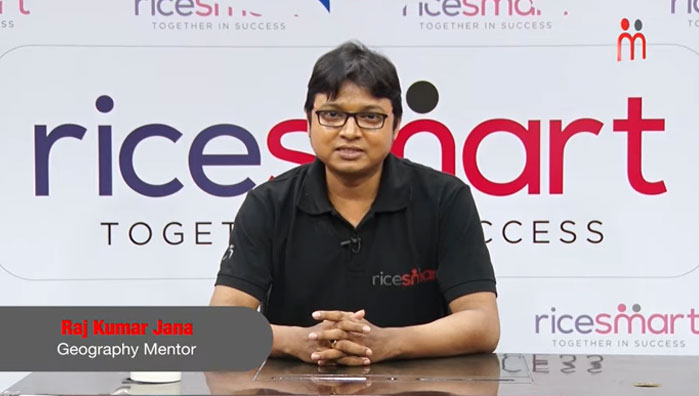 ricesmart
TOGETHER IN SUCCESS
ricesmart
TOGETHER IN SUCCESS
ricesmart
TOGET
CCESS
ricesmart
Raj Kumar Jana
Geography Mentor
ricesmart
TOGETHER IN SUCCESS